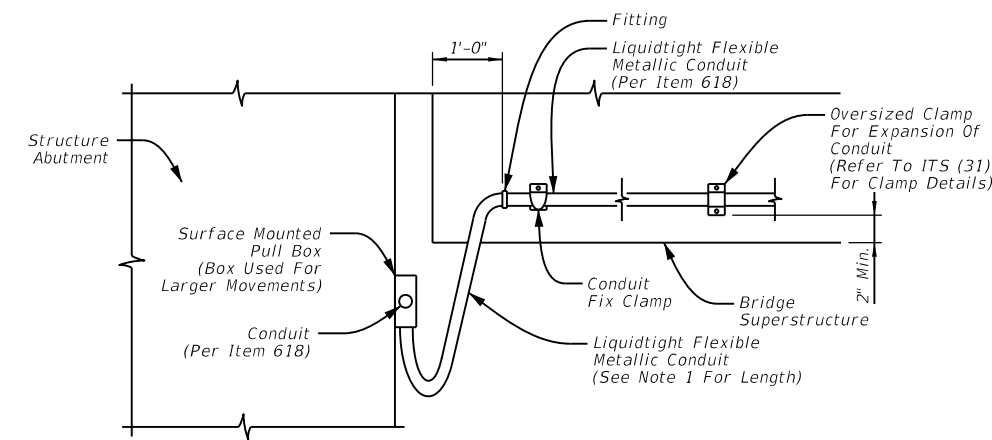 Fitting
1'-0"
Liquidtight Flexible
Metallic Conduit
(Per Item 618)
Oversized Clamp
For Expansion Of
Conduit
(Refer To ITS (31)
For Clamp Details)
Structure
Abutment
Surface Mounted
Pull Box
(Box Used For
Larger Movements)
2" Min.
Conduit
Fix Clamp
Bridge
Superstructure
Conduit
(Per Item 618)
Liquidtight Flexible
Metallic Conduit
(See Note 1 For Length)